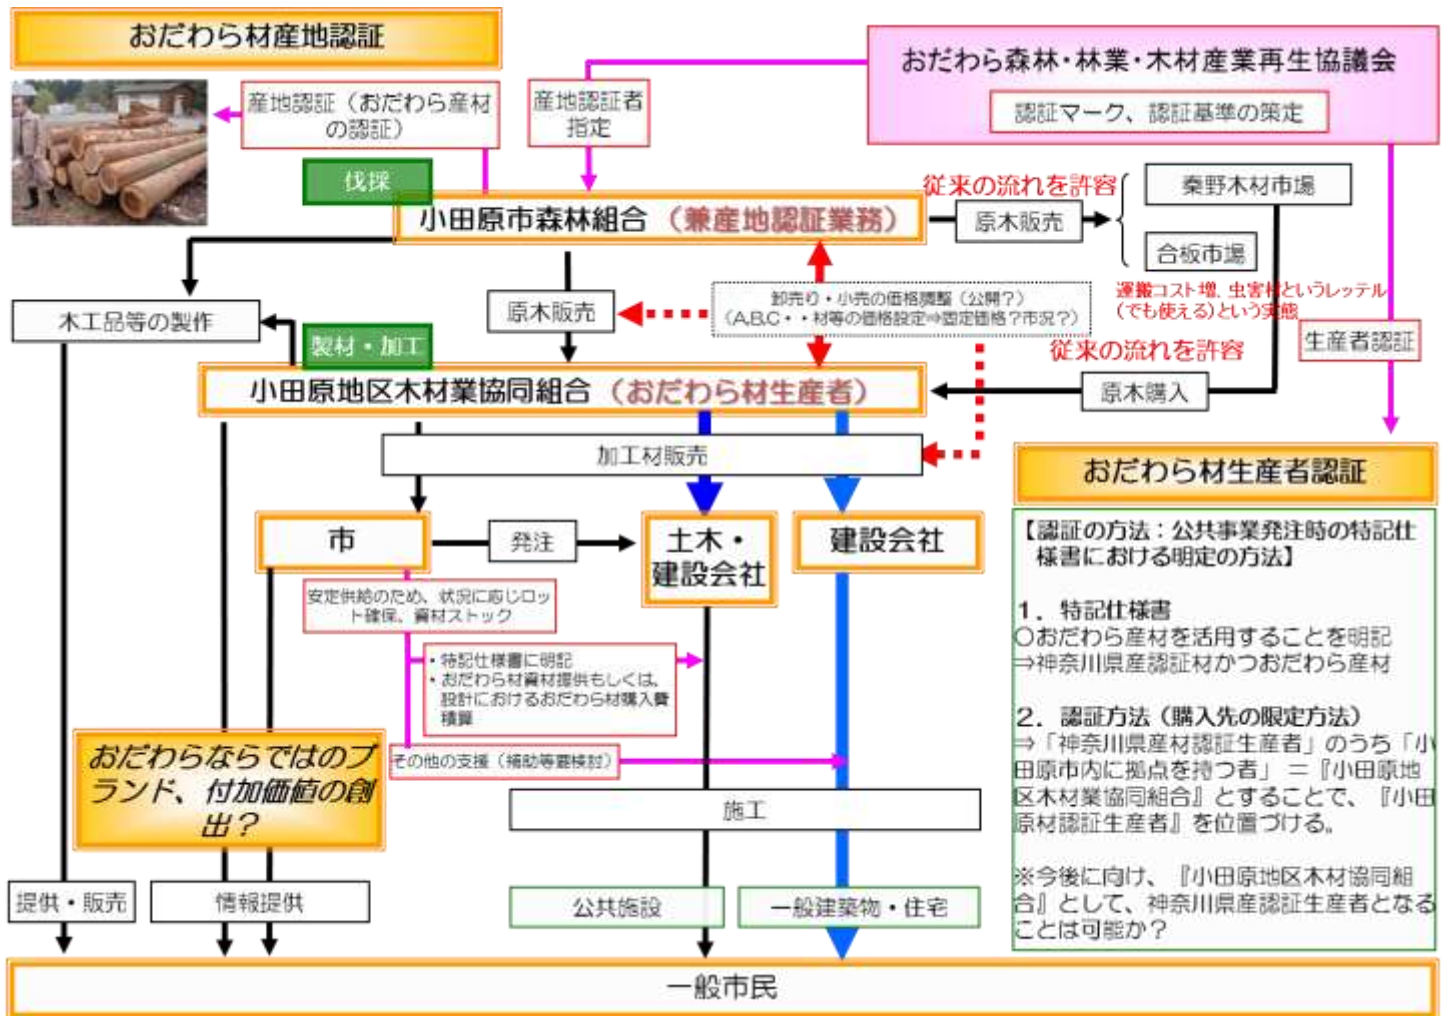 おだわら材産地認証
おだわら森林・林業・木材産業再生協議会
認証マーク、認証基準の策定
産地認証（おだわら産材
の認証）
産地認証者
指定
伐採
従来の流れを許容
秦野木材市場
小田原市森林組合（兼産地認証業務）
原木販売
合板市場
運搬コスト増、虫害材というレッテル
（でも使える）という実態
木工品等の製作
原木販売
卸売り・小売の価格調整（公開？）
（A,B,C・・材等の価格設定⇒固定価格？市況？）
生産者認証
製材・加工
従来の流れを許容
小田原地区木材業協同組合（おだわら材生産者）
原木購入
加工材販売
おだわら材生産者認証
市
発注
土木・
建設会社
建設会社
安定供給のため、状況に応じロッ
ト確保、資材ストック
・特記仕様書に明記
・おだわら材資材提供もしくは、
設計におけるおだわら材購入費
積算
その他の支援（補助等要検討）
【認証の方法：公共事業発注時の特記仕
様書における明定の方法】
１．特記仕様書
○おだわら産材を活用することを明記
⇒神奈川県産認証材かつおだわら産材
２．認証方法（購入先の限定方法）
⇒「神奈川県産材認証生産者」のうち「小
田原市内に拠点を持つ者」＝『小田原地
区木材業協同組合』とすることで、『小田
原材認証生産者』を位置づける。
※今後に向け、『小田原地区木材協同組
合』として、神奈川県産認証生産者となる
ことは可能か？
おだわらならではのブ
ランド、付加価値の創
出？
施工
提供・販売
情報提供
公共施設
一般建築物・住宅
一般市民